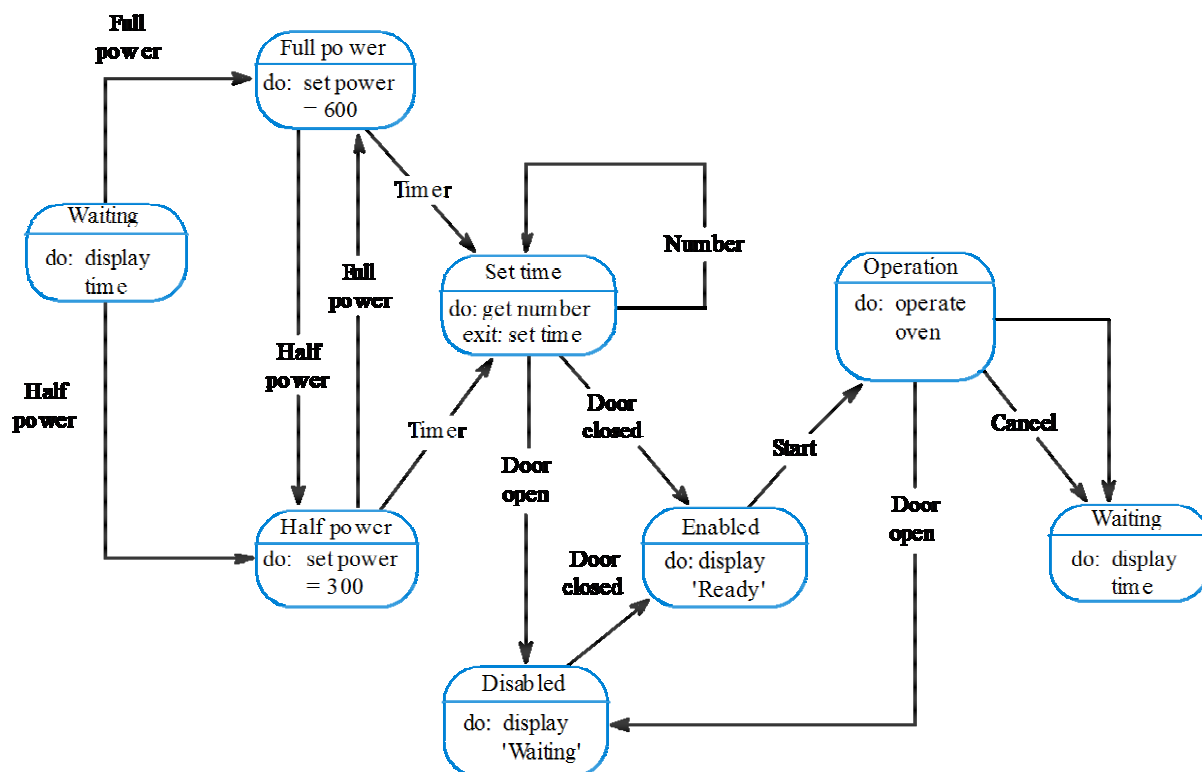 Full
power
Full power
do: set power
= 600
Timer
Waiting
do: display
time
Full
power
Number
Set time
do: get number
exit: set time
Operation
do: operate
oven
Half
power
Half
power
Timer
Door
closed
Door
open
Start
Cancel
Door
open
Half power
do: set power
= 300
Enabled
do: display
'Ready'
Door
closed
Waiting
do: display
time
Disabled
do: display
'Waiting'